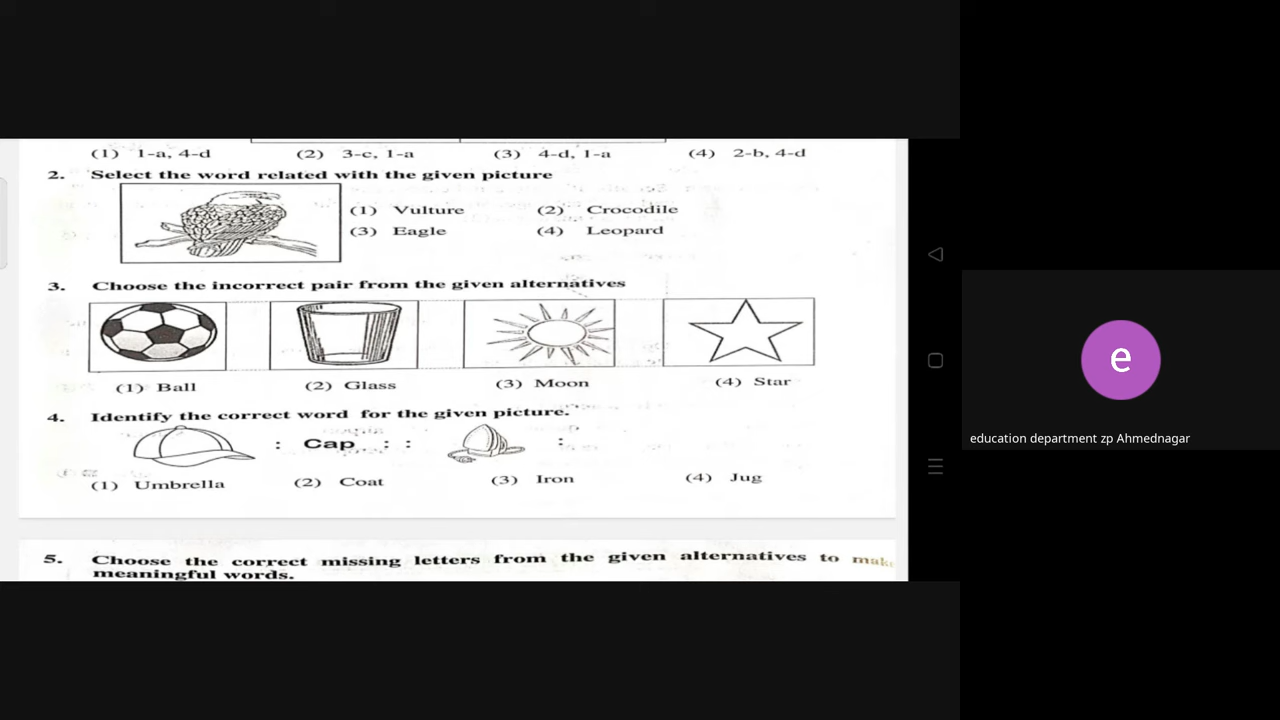 (1) 1-a, 4-d (2) 3-c, 1-a (3) 4-d, 1-a (4) 2-b, 4-d
2. Select the word related with the given picture
(1) Vulture (2) Crocodile
(3) Eagle (4) Leopard
3. Choose the incorrect pair from the given alternatives
(1) Ball (2) Glass (3) Moon (4) Star
4. Identify the correct word for the given picture.
: Cap : : :
(1) Umbrella (2) Coat (3) Iron (4) Jug
5. Choose the correct missing letters from the given alternatives to make
meaningful words.
e
education department zp Ahmednagar